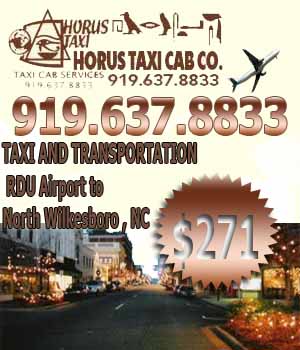 HORUS
TAXI
TAXI CAB SERVICES
919.637.8833
HORUS TAXI CAB CO.
919.637.8833
919.637.8833
TAXI AND TRANSPORTATION
RDU Airport to
North Wilkesboro , NC
$271